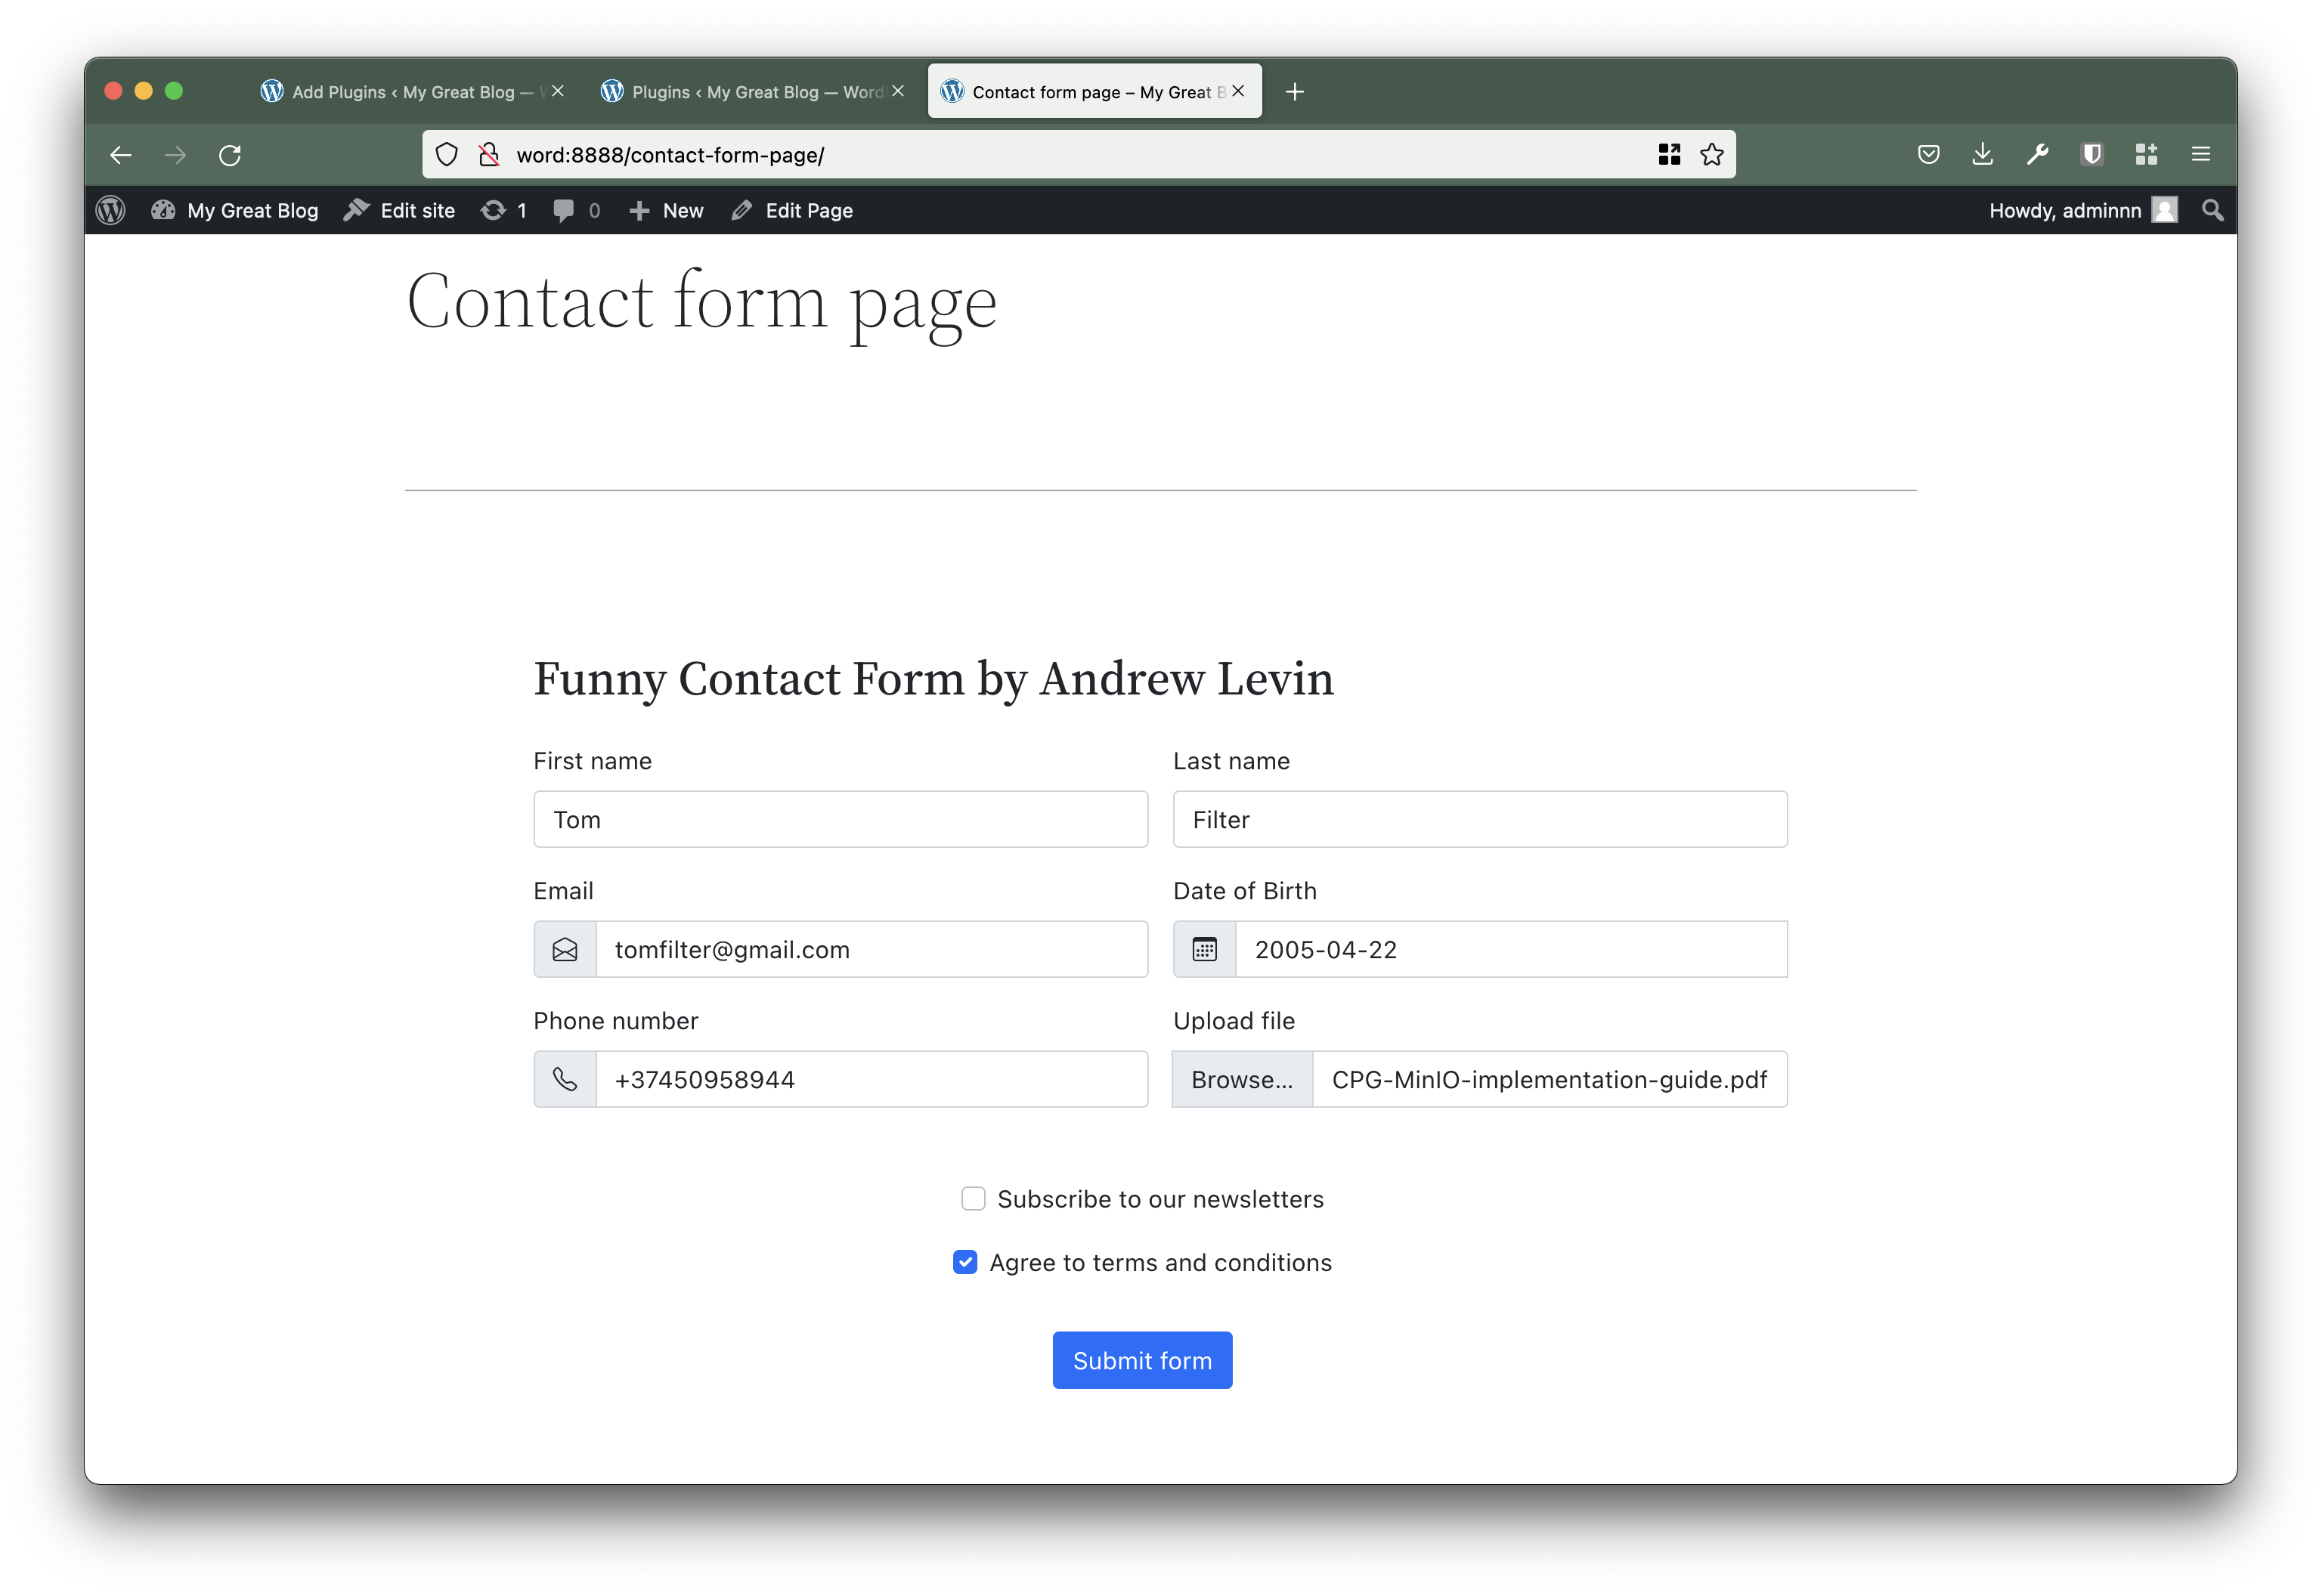 Add Plugins ‹ My Great Blog — W
Plugins ‹ My Great Blog — Word
Contact form page – My Great B
word:8888/contact-form-page/
My Great Blog Edit site 1 0 New Edit Page Howdy, adminnn
Contact form page
Funny Contact Form by Andrew Levin
First name Last name
Tom Filter
Email Date of Birth
tomfilter@gmail.com 2005-04-22
Phone number Upload file
+37450958944 Browse... CPG-MinIO-implementation-guide.pdf
Subscribe to our newsletters
Agree to terms and conditions
Submit form